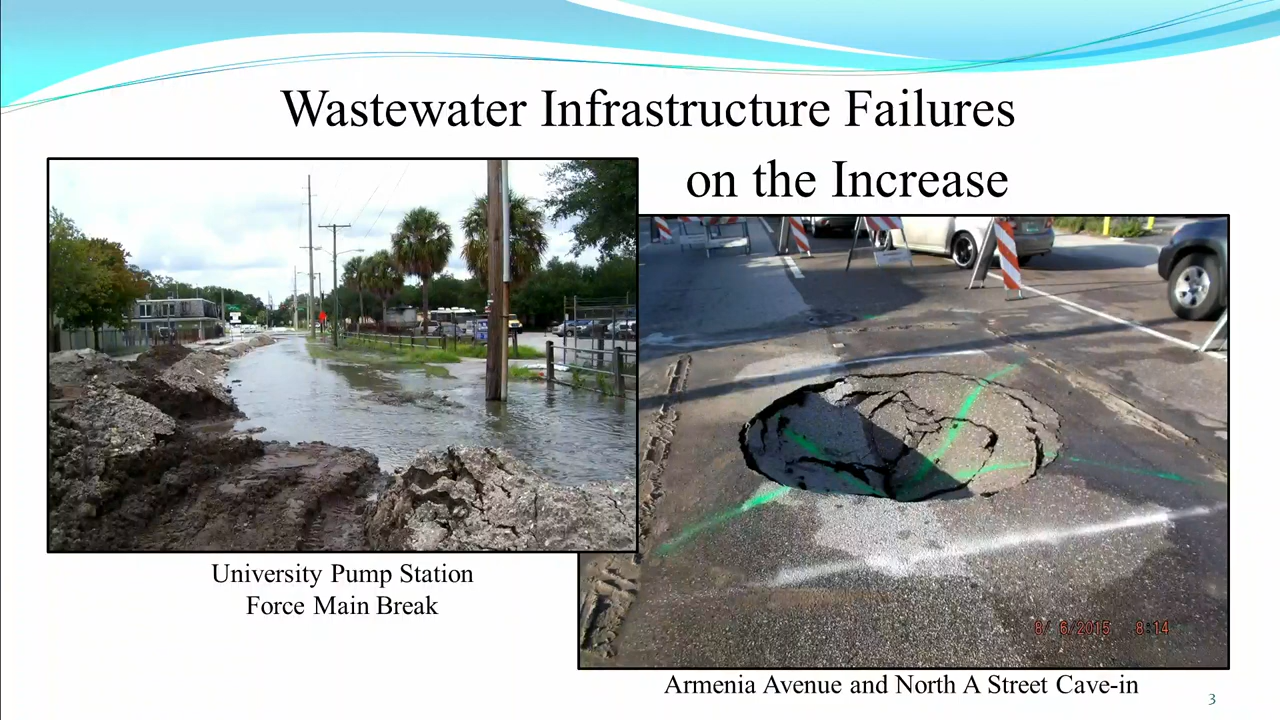 Wastewater Infrastructure Failures
on the Increase
University Pump Station
Force Main Break
8/ 6/2015 8:14
Armenia Avenue and North A Street Cave-in
3